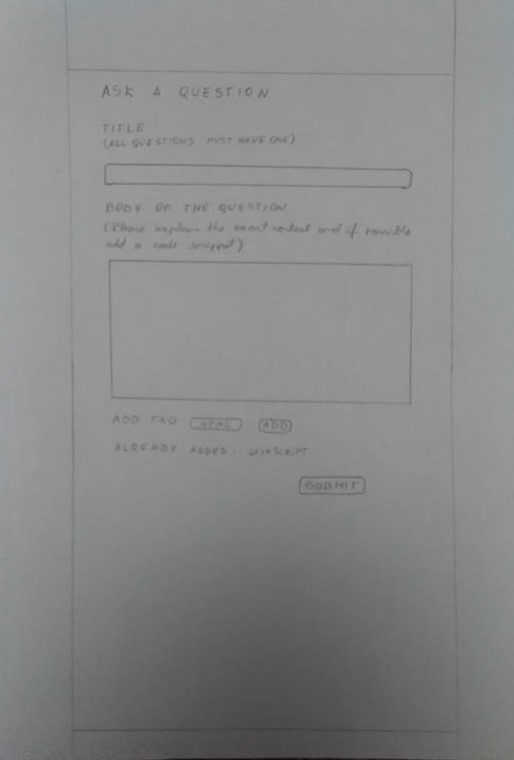 ASK A QUESTION
TITLE
(ALL QUESTIONS MUST HAVE ONE)
BODY OF THE QUESTION
(Please explain the exact context and if possible
add a code snippet)
ADD TAG HTML ADD
ALREADY ADDED: JAVASCRIPT
SUBMIT